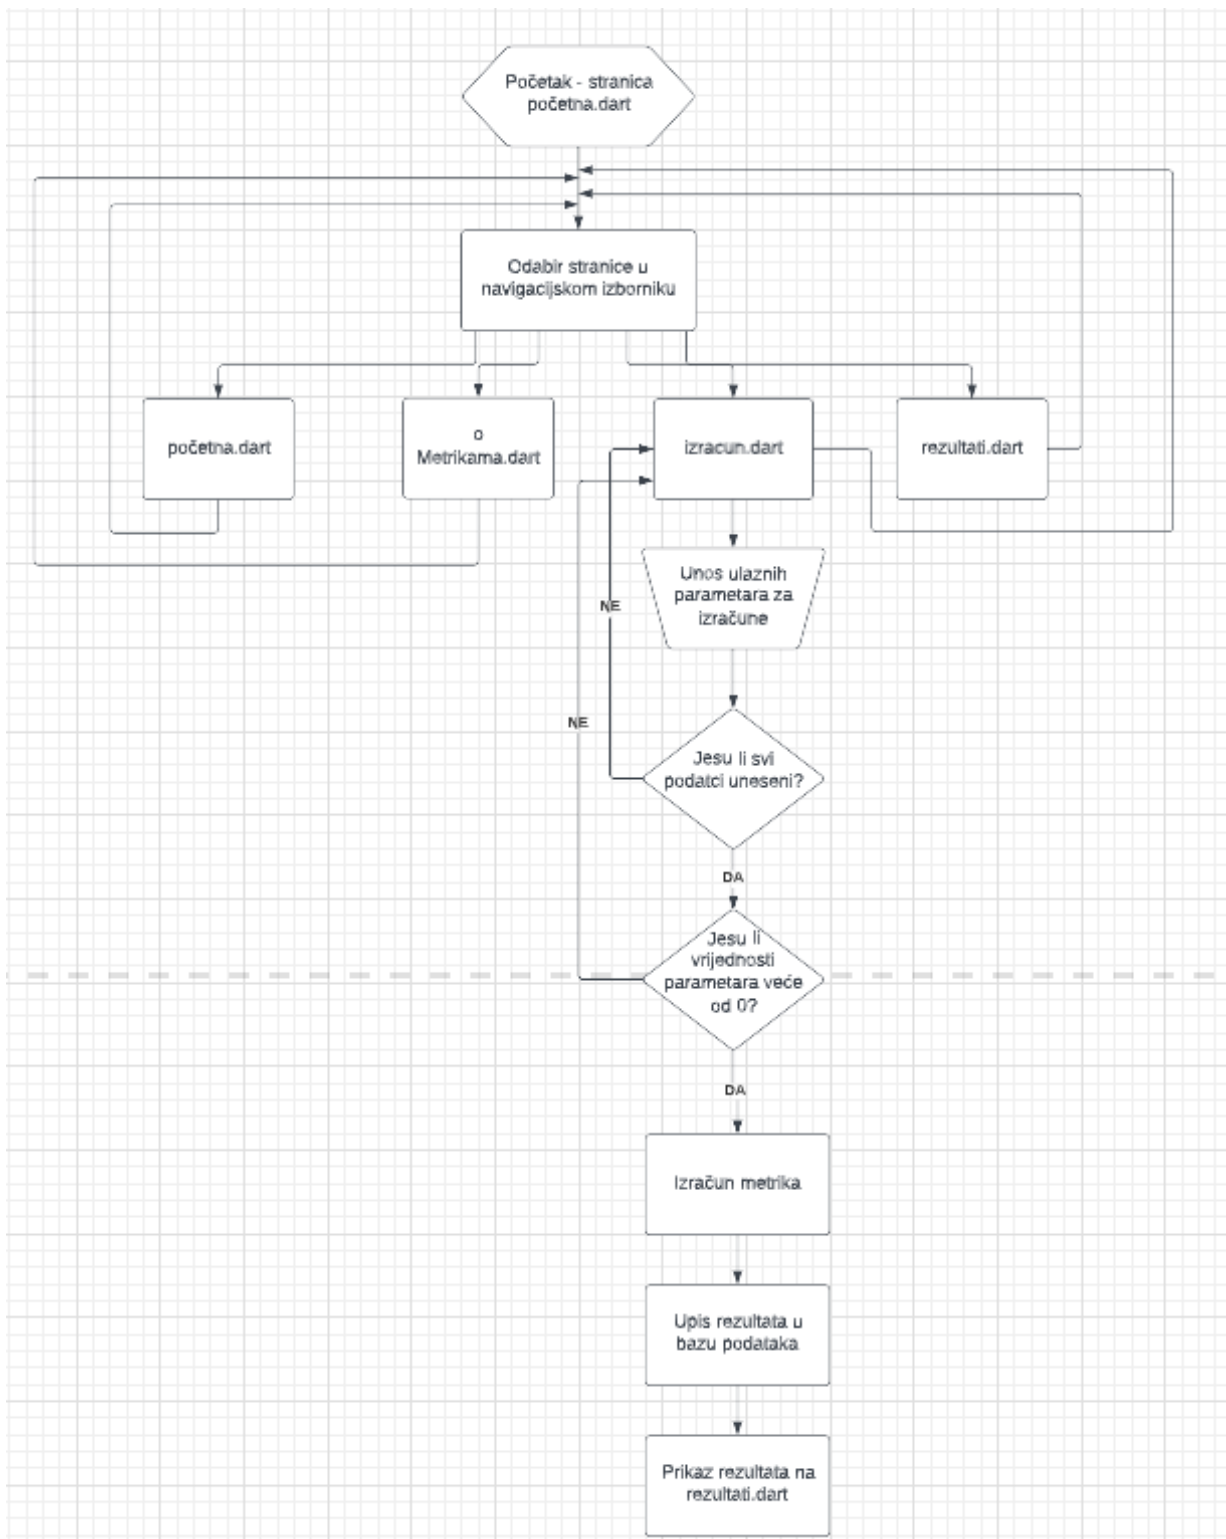 Početak - stranica
početna.dart
Odabir stranice u
navigacijskom izborniku
početna.dart
o
Metrikama.dart
izracun.dart
rezultati.dart
Unos ulaznih
parametara za
izračune
NE
NE
Jesu li svi
podatci uneseni?
DA
Jesu li
vrijednosti
parametara veće
od 0?
DA
Izračun metrika
Upis rezultata u
bazu podataka
Prikaz rezultata na
rezultati.dart